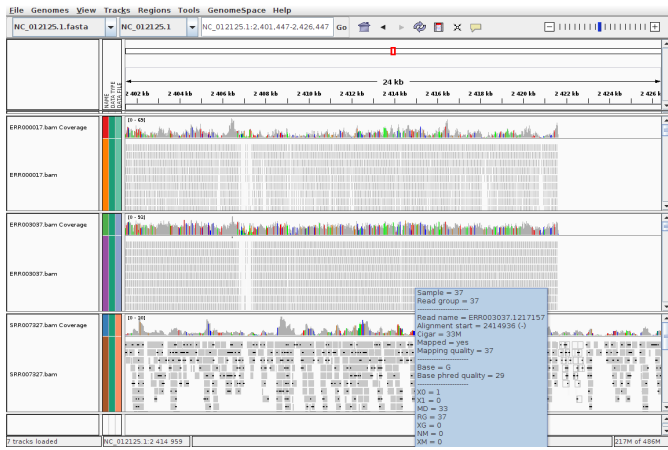 File Genomes View Tracks Regions Tools GenomeSpace Help
NC_012125.1.fasta NC_012125.1 NC_012125.1:2,401,447-2,426,447 Go
24 kb
2 402 kb 2 404 kb 2 406 kb 2 408 kb 2 410 kb 2 412 kb 2 414 kb 2 416 kb 2 418 kb 2 420 kb 2 422 kb 2 424 kb 2 426 k
NAME
DATA TYPE
DATA FILE
ERR000017.bam Coverage
ERR000017.bam
ERR003037.bam Coverage
ERR003037.bam
SRR007327.bam Coverage
SRR007327.bam
Sample = 37
Read group = 37
----------------------
Read name = ERR003037.1217157
Alignment start = 2414936 (-)
Cigar = 33M
Mapped = yes
Mapping quality = 37
----------------------
Base = G
Base phred quality = 29
----------------------
X0 = 1
X1 = 0
MD = 33
RG = 37
XG = 0
NM = 0
XM = 0
7 tracks loaded NC_012125.1:2 414 959 217M of 486M